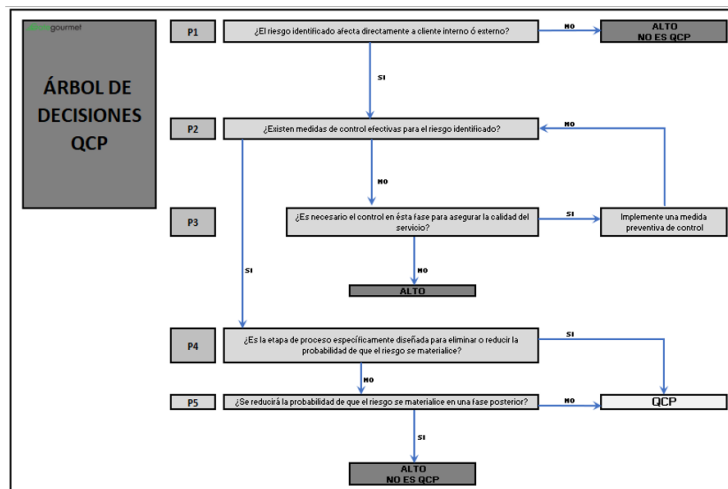 gourmet
ÁRBOL DE
DECISIONES
QCP
P1
¿El riesgo identificado afecta directamente a cliente interno ó externo?
NO
ALTO
NO ES QCP
SI
P2
¿Existen medidas de control efectivas para el riesgo identificado?
NO
NO
P3
¿Es necesario el control en ésta fase para asegurar la calidad del
servicio?
SI
Implemente una medida
preventiva de control
SI
NO
ALTO
P4
¿Es la etapa de proceso específicamente diseñada para eliminar o reducir la
probabilidad de que el riesgo se materialice?
SI
NO
P5
¿Se reducirá la probabilidad de que el riesgo se materialice en una fase posterior?
NO
QCP
SI
ALTO
NO ES QCP